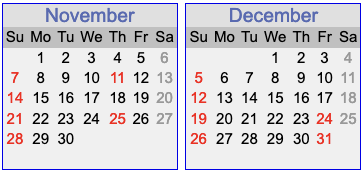 November
Su Mo Tu We Th Fr Sa
1 2 3 4 5 6
7 8 9 10 11 12 13
14 15 16 17 18 19 20
21 22 23 24 25 26 27
28 29 30
December
Su Mo Tu We Th Fr Sa
1 2 3 4
5 6 7 8 9 10 11
12 13 14 15 16 17 18
19 20 21 22 23 24 25
26 27 28 29 30 31